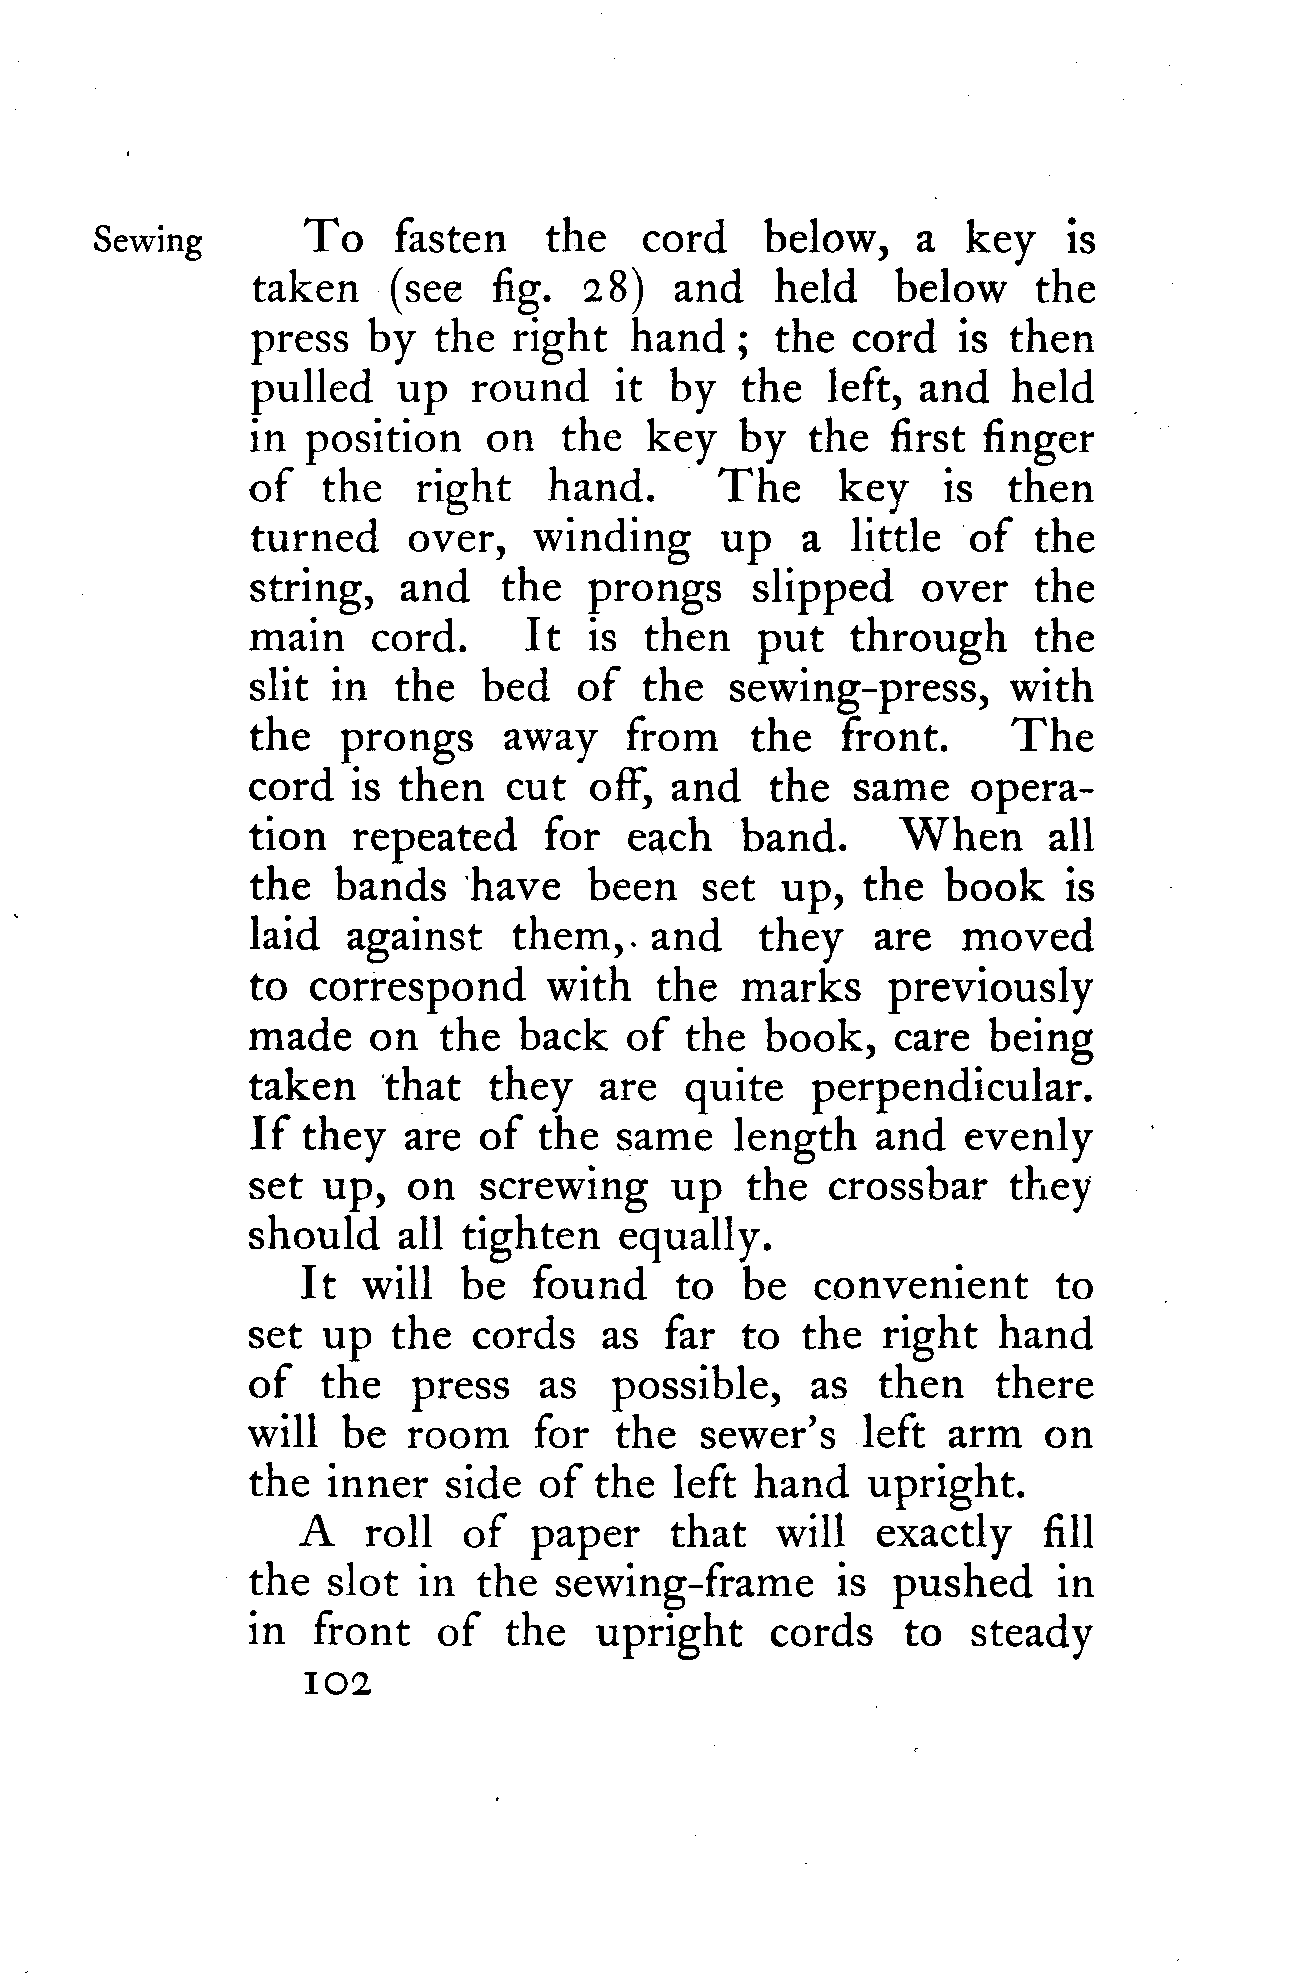 Sewing
To fasten the cord below, a key is
taken (see fig. 28) and held below the
press by the right hand ; the cord is then
pulled up round it by the left, and held
in position on the key by the first finger
of the right hand. The key is then
turned over, winding up a little of the
string, and the prongs slipped over the
main cord. It is then put through the
slit in the bed of the sewing-press, with
the prongs away from the front. The
cord is then cut off, and the same opera-
tion repeated for each band. When all
the bands have been set up, the book is
laid against them, and they are moved
to correspond with the marks previously
made on the back of the book, care being
taken that they are quite perpendicular.
If they are of the same length and evenly
set up, on screwing up the crossbar they
should all tighten equally.
It will be found to be convenient to
set up the cords as far to the right hand
of the press as possible, as then there
will be room for the sewer's left arm on
the inner side of the left hand upright.
A roll of paper that will exactly fill
the slot in the sewing-frame is pushed in
in front of the upright cords to steady
102